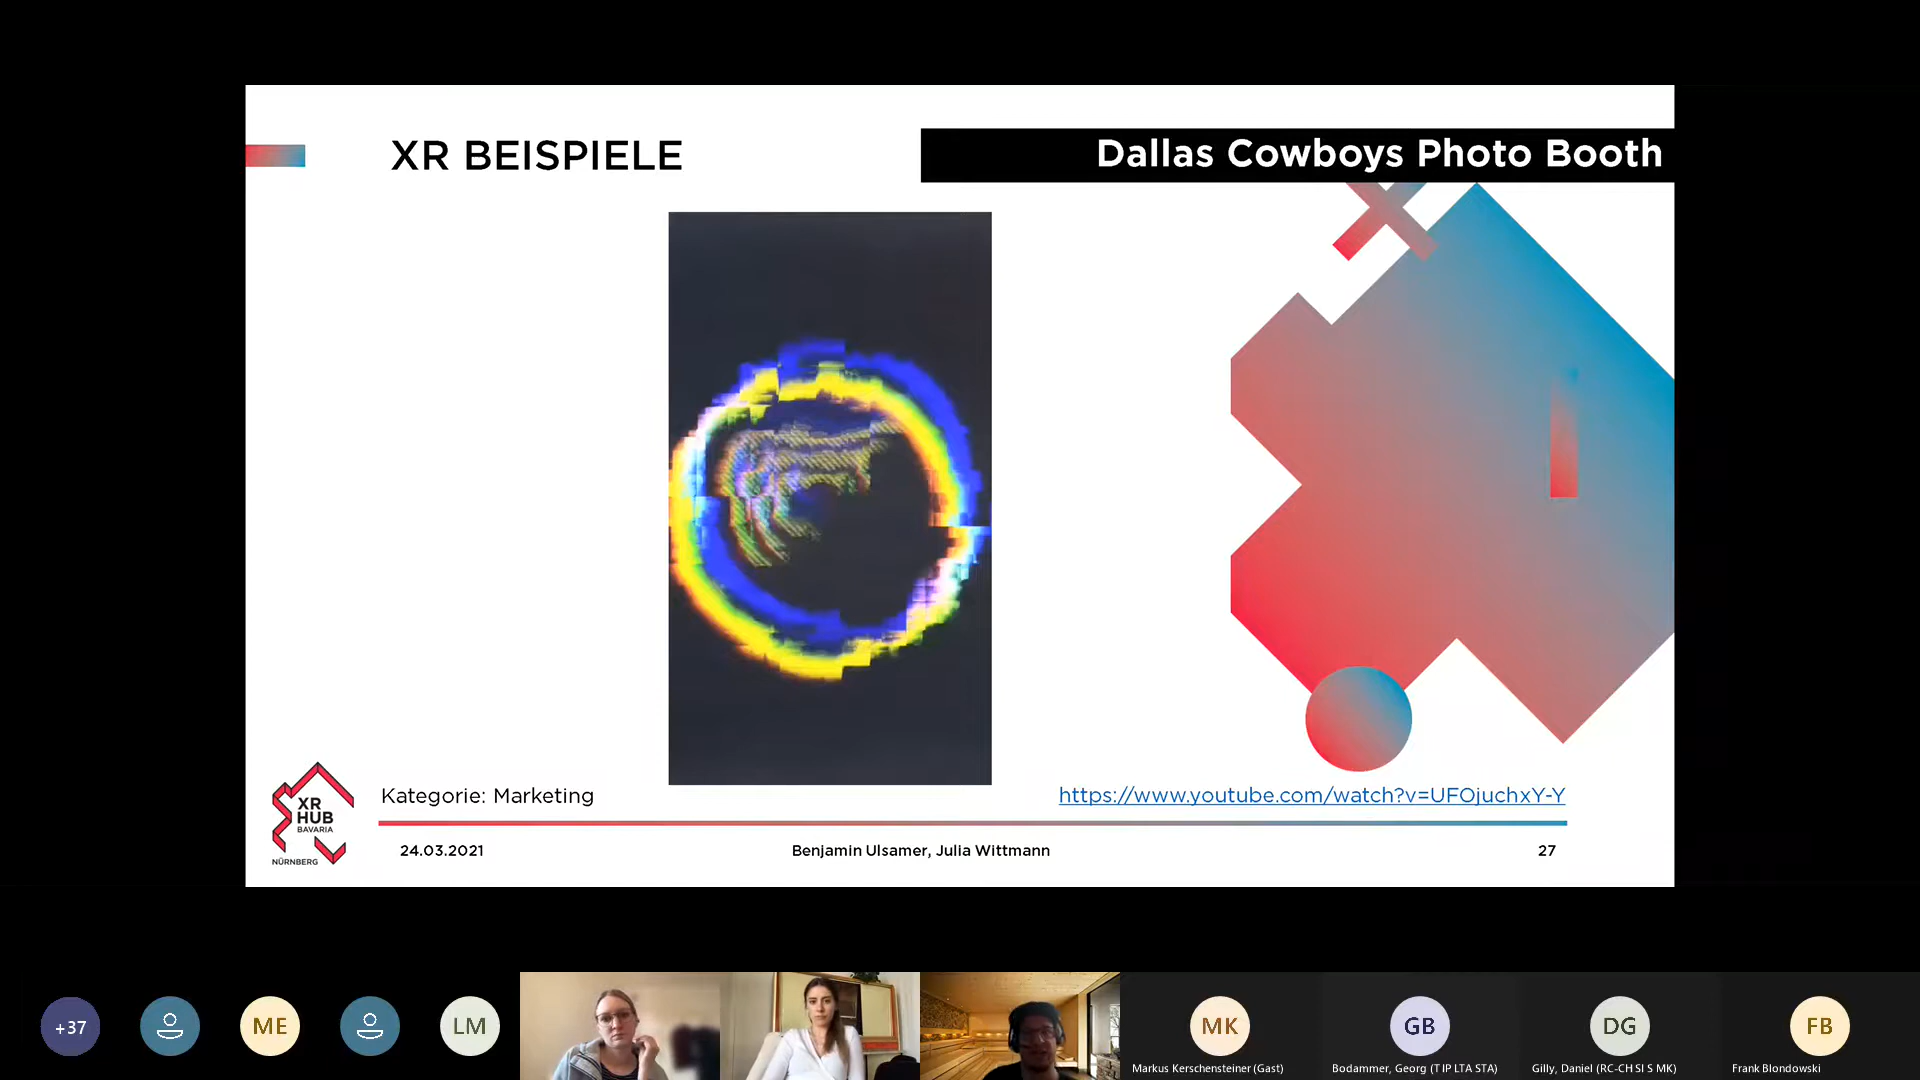 XR BEISPIELE
Dallas Cowboys Photo Booth
XR
HUB
BAVARIA
NÜRNBERG
Kategorie: Marketing
https://www.youtube.com/watch?v=UFOjuchxY-Y
24.03.2021
Benjamin Ulsamer, Julia Wittmann
27
+37
ME
LM
MK
GB
DG
FB
Markus Kerschensteiner (Gast)
Bodammer, Georg (T IP LTA STA)
Gilly, Daniel (RC-CH SI S MK)
Frank Blondowski